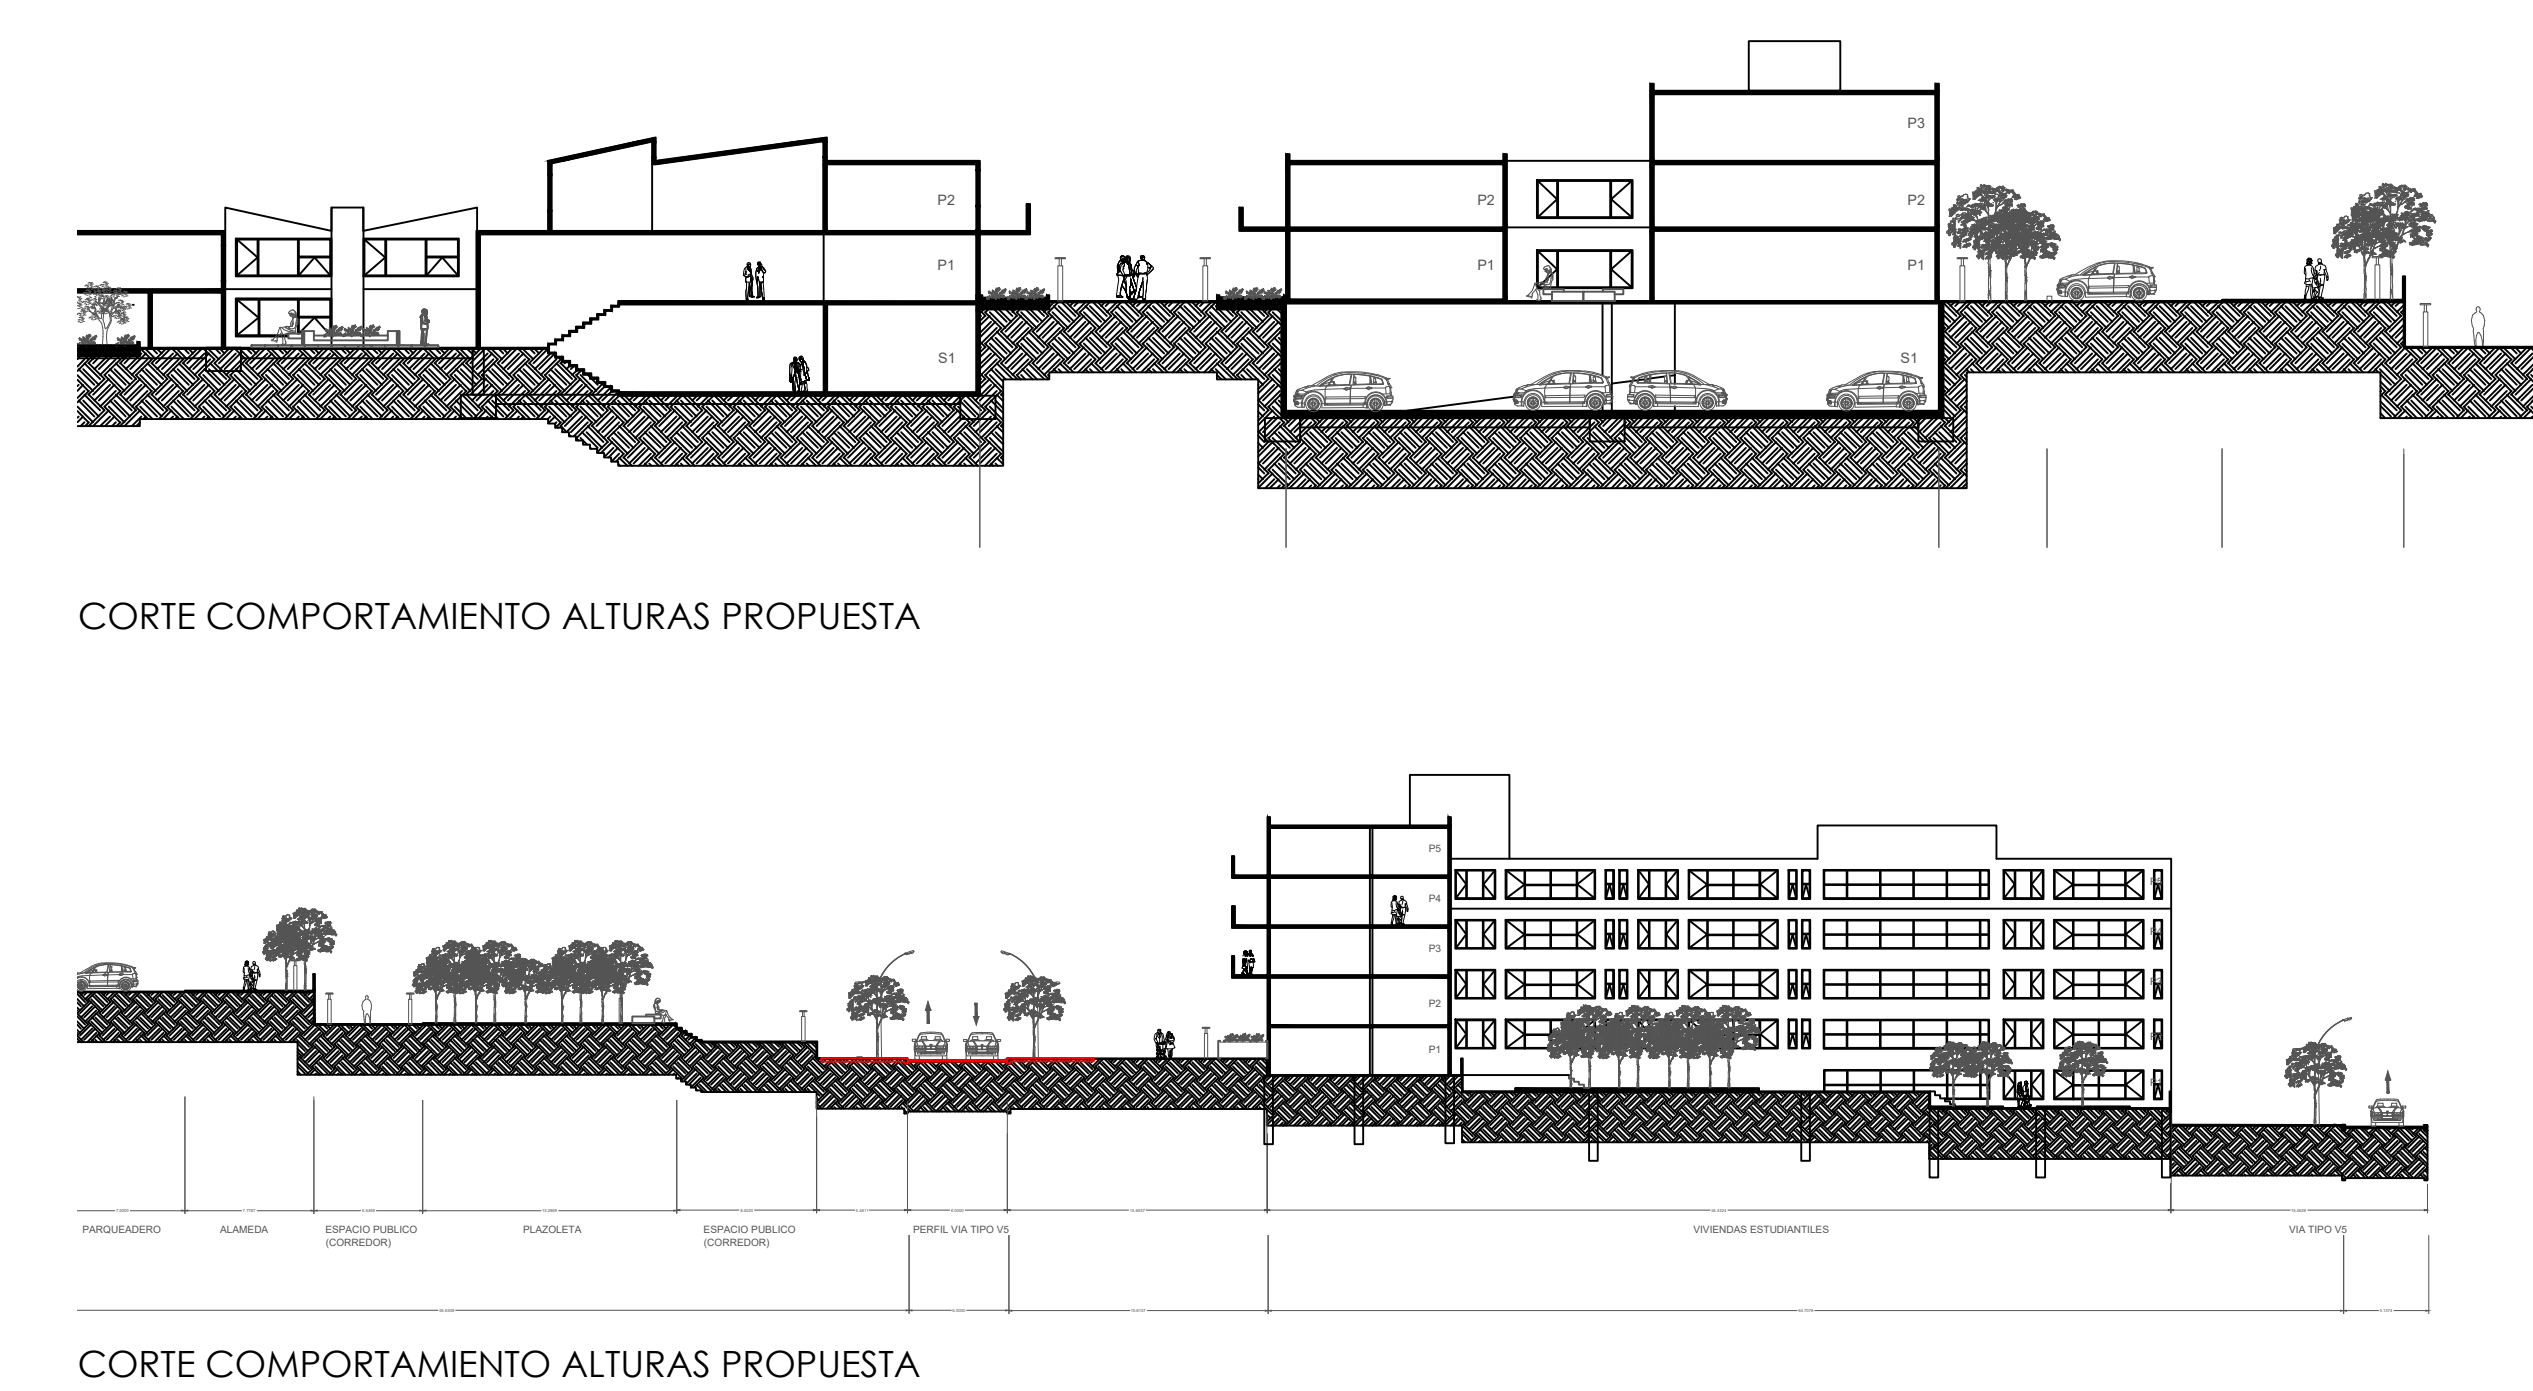 P3
P2
P2
P2
P1
P1
P1
S1
S1
CORTE COMPORTAMIENTO ALTURAS PROPUESTA
P5
P4
P3
P2
P1
PARQUEADERO
ALAMEDA
ESPACIO PUBLICO
(CORREDOR)
PLAZOLETA
ESPACIO PUBLICO
(CORREDOR)
PERFIL VIA TIPO V5
VIVIENDAS ESTUDIANTILES
VIA TIPO V5
CORTE COMPORTAMIENTO ALTURAS PROPUESTA